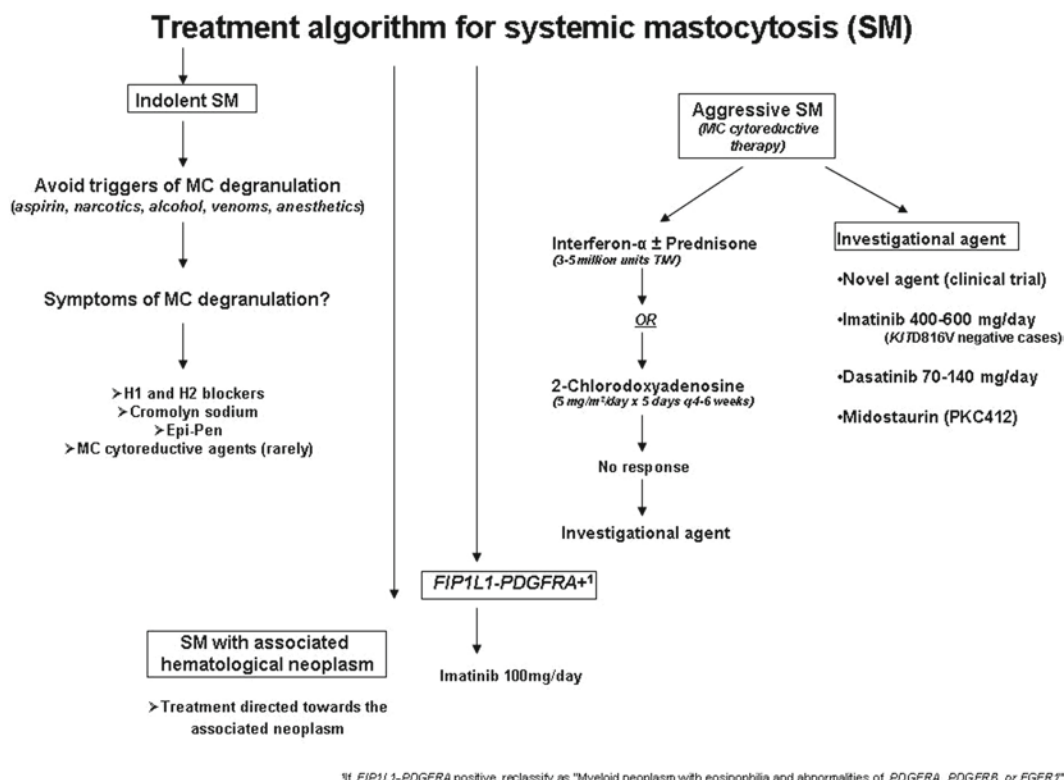 Treatment algorithm for systemic mastocytosis (SM)
Indolent SM
Avoid triggers of MC degranulation
(aspirin, narcotics, alcohol, venoms, anesthetics)
Symptoms of MC degranulation?
➢H1 and H2 blockers
➢Cromolyn sodium
➢Epi-Pen
➢MC cytoreductive agents (rarely)
SM with associated
hematological neoplasm
➢Treatment directed towards the
associated neoplasm
FIP1L1-PDGFRA+¹
Imatinib 100mg/day
Aggressive SM
(MC cytoreductive
therapy)
Interferon-α ± Prednisone
(3-5 million units TIW)
OR
2-Chlorodoxyadenosine
(5 mg/m²/day x 5 days q4-6 weeks)
No response
Investigational agent
Investigational agent
•Novel agent (clinical trial)
•Imatinib 400-600 mg/day
(KITD816V negative cases)
•Dasatinib 70-140 mg/day
•Midostaurin (PKC412)
¹If FIP1L1-PDGFRA positive, reclassify as "Myeloid neoplasm with eosinophilia and abnormalities of PDGFRA, PDGFRB, or FGFR1"